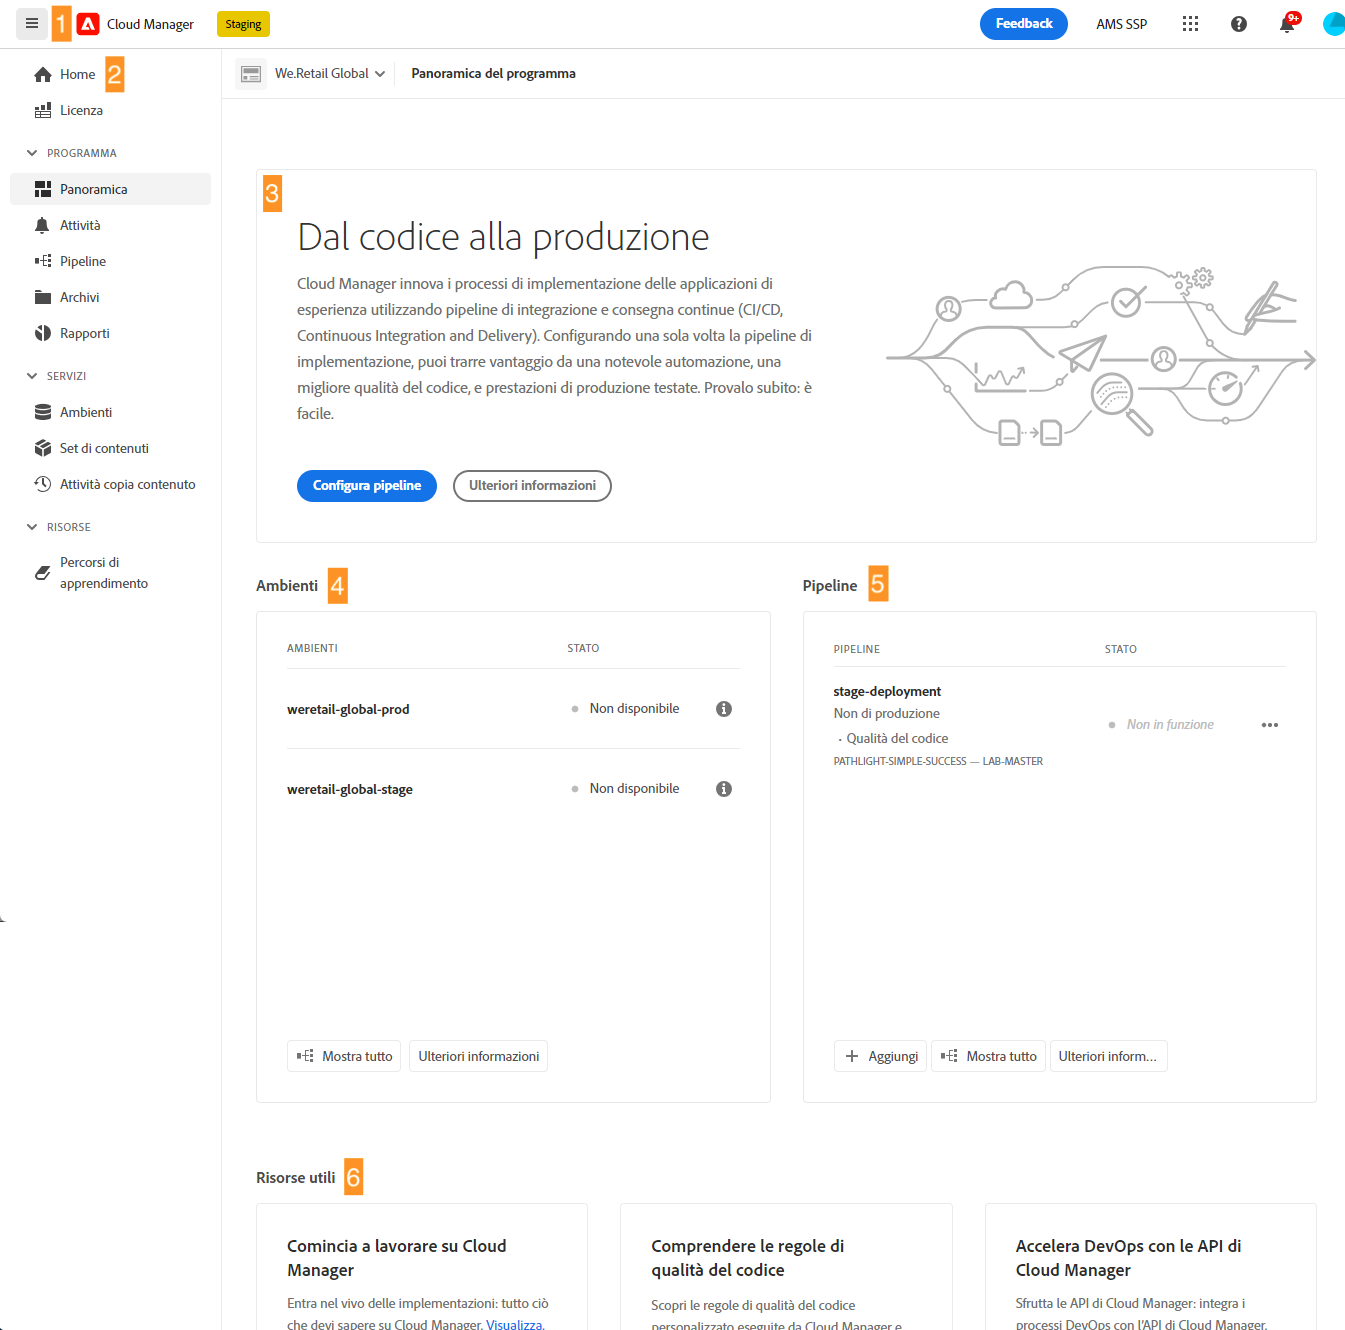 1
Cloud Manager
Staging
Feedback
AMS SSP
9+
Home
2
Licenza
PROGRAMMA
Panoramica
Attività
Pipeline
Archivi
Rapporti
SERVIZI
Ambienti
Set di contenuti
Attività copia contenuto
RISORSE
Percorsi di
apprendimento
We.Retail Global
Panoramica del programma
3
Dal codice alla produzione
Cloud Manager innova i processi di implementazione delle applicazioni di
esperienza utilizzando pipeline di integrazione e consegna continue (CI/CD,
Continuous Integration and Delivery). Configurando una sola volta la pipeline di
implementazione, puoi trarre vantaggio da una notevole automazione, una
migliore qualità del codice, e prestazioni di produzione testate. Provalo subito: è
facile.
Configura pipeline
Ulteriori informazioni
Ambienti
4
AMBIENTI
STATO
weretail-global-prod
Non disponibile
weretail-global-stage
Non disponibile
Mostra tutto
Ulteriori informazioni
Pipeline
5
PIPELINE
STATO
stage-deployment
Non di produzione
· Qualità del codice
PATHLIGHT-SIMPLE-SUCCESS — LAB-MASTER
Non in funzione
Aggiungi
Mostra tutto
Ulteriori inform...
Risorse utili
6
Comincia a lavorare su Cloud
Manager
Entra nel vivo delle implementazioni: tutto ciò
che devi sapere su Cloud Manager. Visualizza.
Comprendere le regole di
qualità del codice
Scopri le regole di qualità del codice
personalizzato eseguite da Cloud Manager e
Accelera DevOps con le API di
Cloud Manager
Sfrutta le API di Cloud Manager: integra i
processi DevOps con l'API di Cloud Manager.